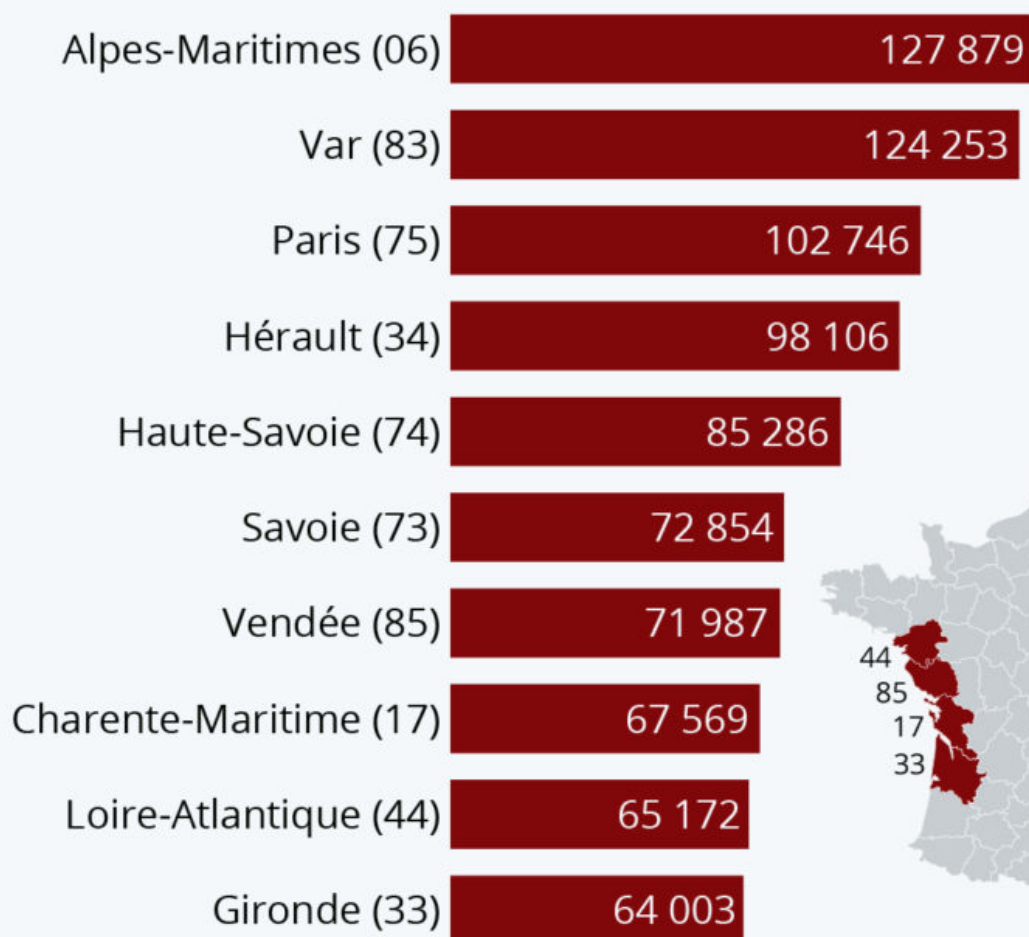 Alpes-Maritimes (06) 127 879
Var (83) 124 253
Paris (75) 102 746
Hérault (34) 98 106
Haute-Savoie (74) 85 286
Savoie (73) 72 854
Vendée (85) 71 987
Charente-Maritime (17) 67 569
Loire-Atlantique (44) 65 172
Gironde (33) 64 003
44
85
17
33